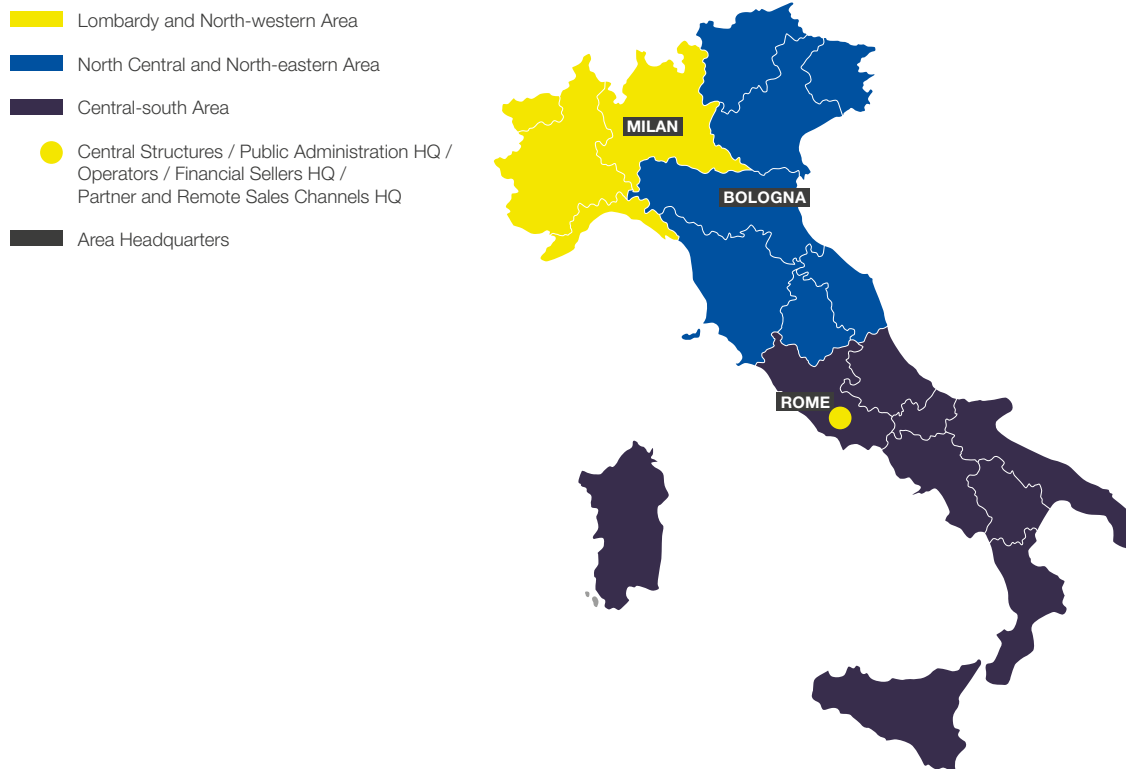 Lombardy and North-western Area
North Central and North-eastern Area
Central-south Area
Central Structures / Public Administration HQ /
Operators / Financial Sellers HQ /
Partner and Remote Sales Channels HQ
Area Headquarters
MILAN
BOLOGNA
ROME